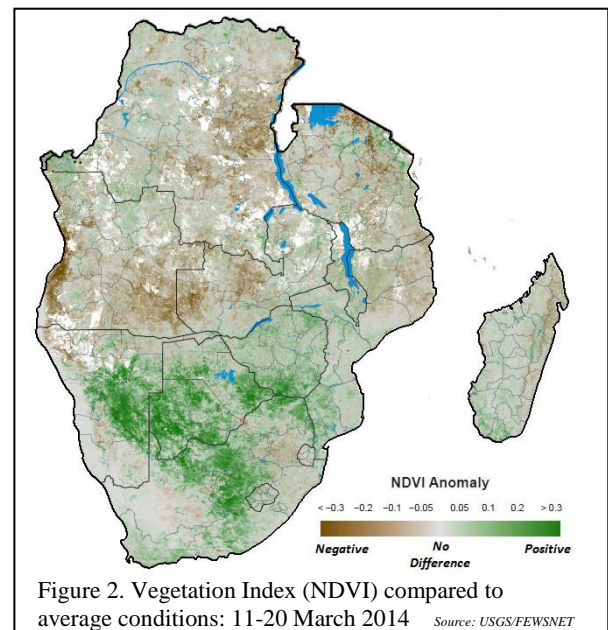 NDVI Anomaly
< −0.3 −0.2 −0.1 −0.05 0.05 0.1 0.2 > 0.3
Negative No Difference Positive
Figure 2. Vegetation Index (NDVI) compared to
average conditions: 11-20 March 2014 Source: USGS/FEWSNET